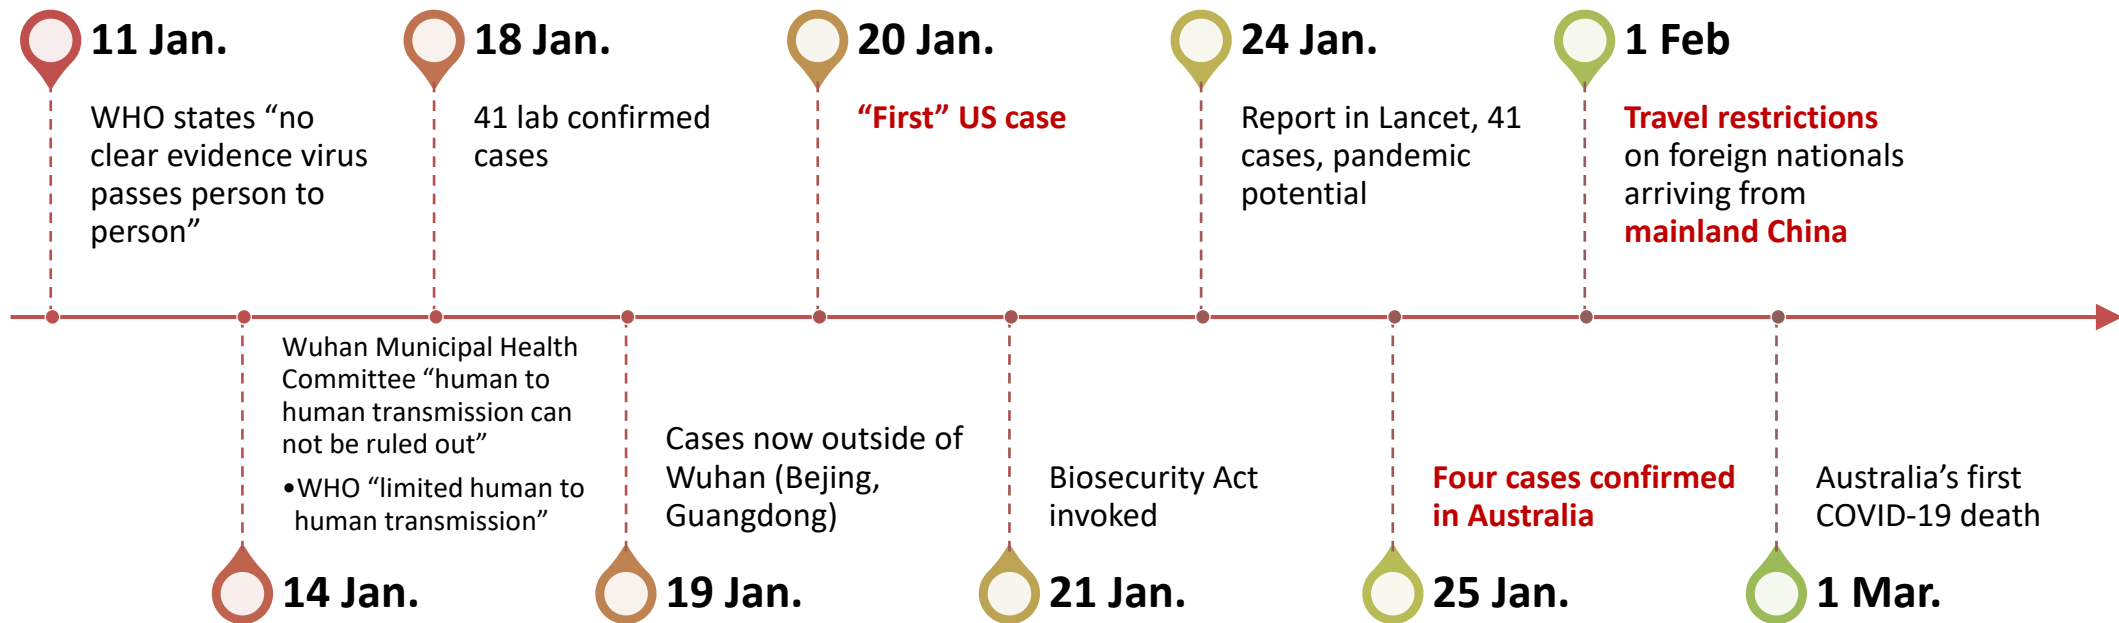 11 Jan.
WHO states “no
clear evidence virus
passes person to
person”
14 Jan.
Wuhan Municipal Health
Committee “human to
human transmission can
not be ruled out”
•WHO “limited human to
human transmission”
18 Jan.
41 lab confirmed
cases
19 Jan.
Cases now outside of
Wuhan (Bejing,
Guangdong)
20 Jan.
“First” US case
21 Jan.
Biosecurity Act
invoked
24 Jan.
Report in Lancet, 41
cases, pandemic
potential
25 Jan.
Four cases confirmed
in Australia
1 Feb
Travel restrictions
on foreign nationals
arriving from
mainland China
1 Mar.
Australia’s first
COVID-19 death